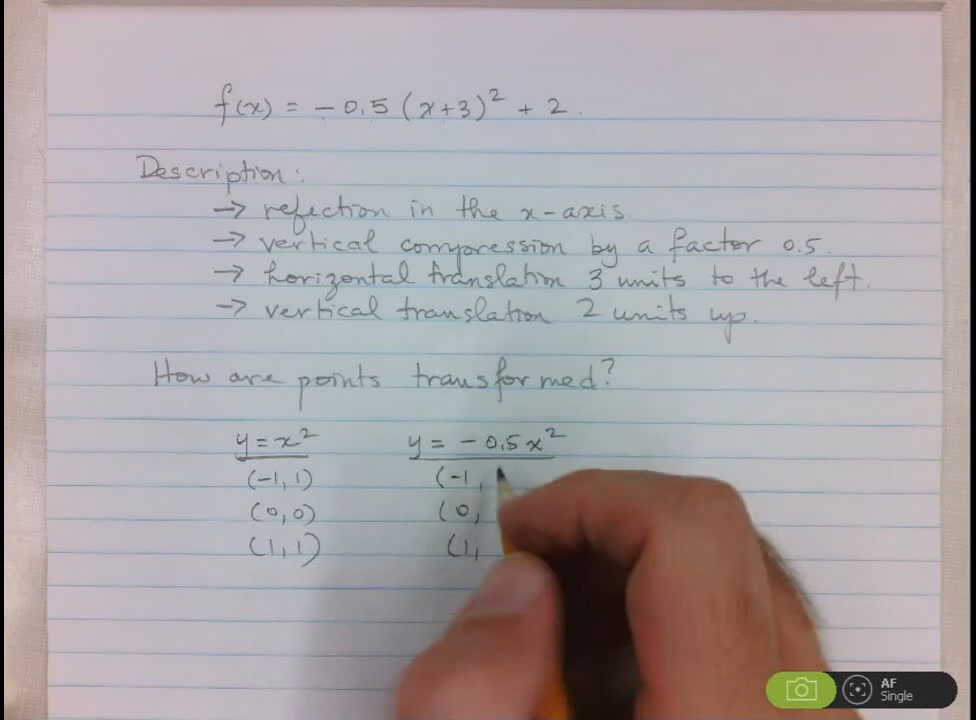 f(x) = -0.5 (x+3)² + 2.
Description:
→ refection in the x-axis
→ vertical compression by a factor 0.5.
→ horizontal translation 3 units to the left.
→ vertical translation 2 units up.
How are points transformed?
y = x² y = -0.5x²
(-1, 1) (-1,
(0, 0) (0,
(1, 1) (1,
AF
Single